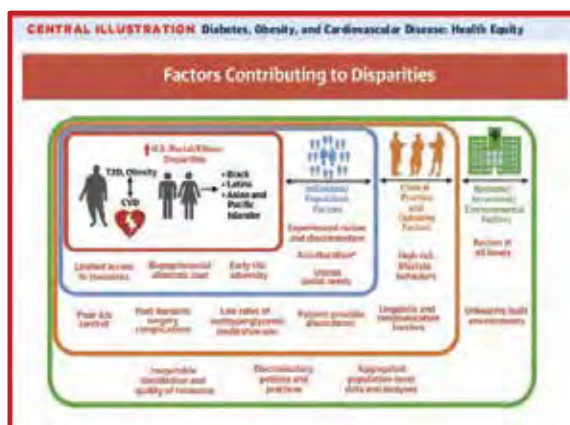 CENTRAL ILLUSTRATION Diabetes, Obesity, and Cardiovascular Disease: Health Equity
Factors Contributing to Disparities
U.S. Racial/Ethnic
Disparities
T2D, Obesity
CVD
• Black
• Latino
• Asian and
Pacific
Islander
Individual/
Population
Factors
Experienced racism
and discrimination
Acculturation*
Unmet
social needs
Clinical
Practice
and
Factors
High-risk
lifestyle
behaviors
Systemic/
Structural/
Environmental
Factors
Racism at
all levels
Limited access
to resources
Biopsychosocial
allostatic load
Early life
adversity
Poor A1c
control
Post bariatric
surgery
complications
Low rates of
antihyperglycemic
medication use
Patient-provider
discordance
Linguistic and
communication
barriers
Unhealthy built
environments
Inequitable
distribution and
quality of resources
Discriminatory
policies and
practices
Aggregated
population-level
data and analyses